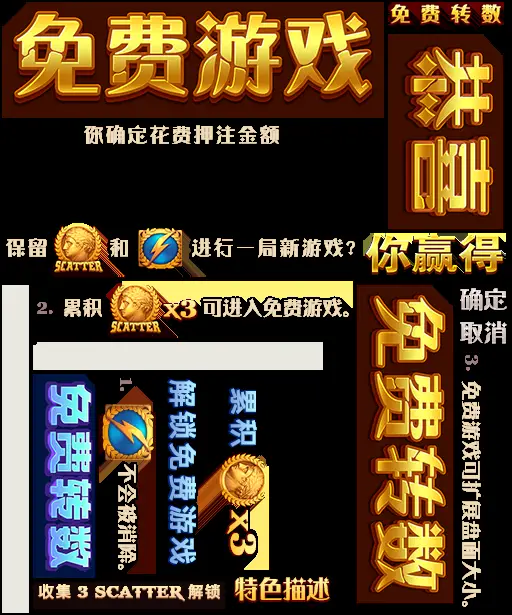 免费游戏
免费转数
恭喜
你确定花费押注金额
保留 SCATTER 和 进行一局新游戏?
你赢得
2. 累积 SCATTER x3 可进入免费游戏。
确定
取消
免费转数
3. 免费游戏可扩展盘面大小。
免费转数
1. 不会被消除。
解锁免费游戏
累积 x3
收集 3 SCATTER 解锁
特色描述